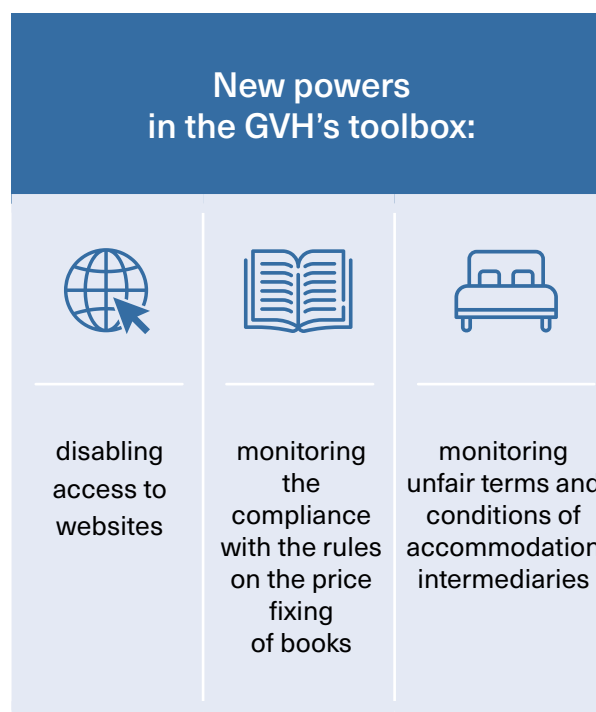 New powers
in the GVH's toolbox:
disabling
access to
websites
monitoring
the
compliance
with the rules
on the price
fixing
of books
monitoring
unfair terms and
conditions of
accommodation
intermediaries